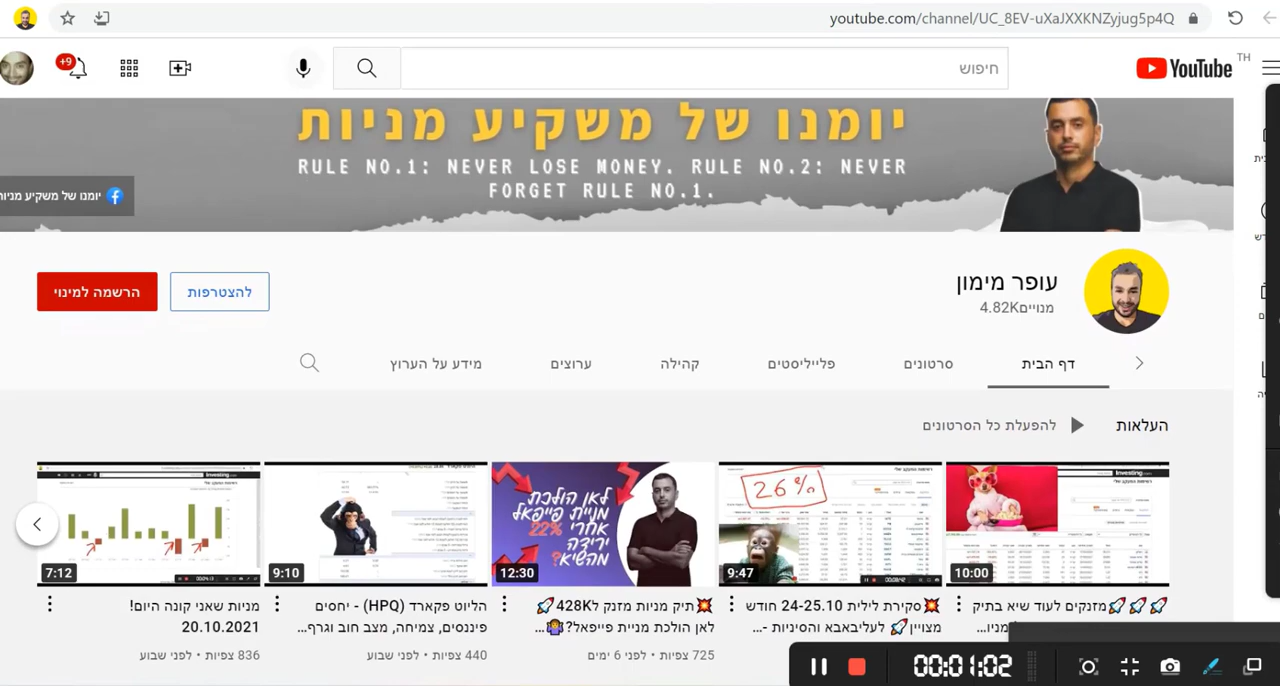 youtube.com/channel/UC_8EV-uXaJXXKNZyjug5p4Q
YouTube TH
חיפוש
+9
יומנו של משקיע מניות
RULE NO.1: NEVER LOSE MONEY. RULE NO.2: NEVER
FORGET RULE NO.1.
יומנו של משקיע מניות
עופר מימון
4.82K מנויים
להצטרפות
הרשמה למינוי
דף הבית
סרטונים
פלייליסטים
קהילה
ערוצים
מידע על הערוץ
העלאות
להפעלת כל הסרטונים
Investing.com
10:00
26%
9:47
לאן הולכת
מניית פייפאל
אחרי
22%
ירידה
מהשיא?
12:30
9:10
Investing.com
7:12
🚀🚀🚀מזנקים לעוד שיא בתיק
מניו...
836 צפיות • לפני שבוע
💥סקירת לילית 24-25.10 חודש
מצויין🚀 לעליבאבא והסיניות -...
💥תיק מניות מזנק ל428K🚀
לאן הולכת מניית פייפאל?🤷...
725 צפיות • לפני 6 ימים
הליוט פקארד (HPQ) - יחסים
פיננסים, צמיחה, מצב חוב וגרף...
440 צפיות • לפני שבוע
מניות שאני קונה היום!
20.10.2021
00:01:02